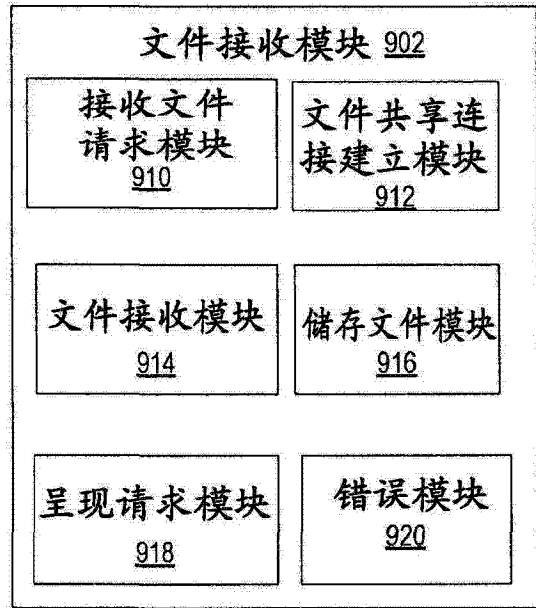 文件接收模块 902
接收文件
请求模块
910
文件共享连
接建立模块
912
文件接收模块
914
储存文件模块
916
呈现请求模块
918
错误模块
920